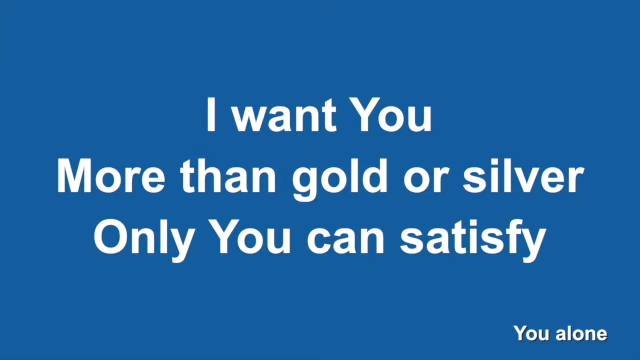 I want You
More than gold or silver
Only You can satisfy
You alone